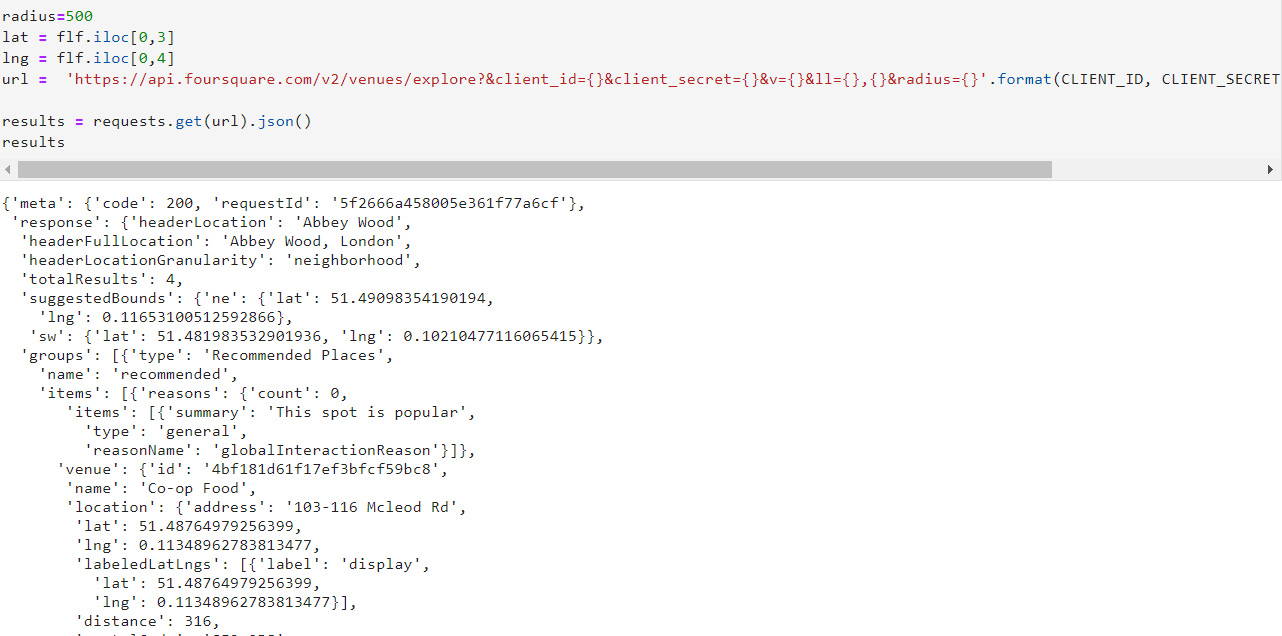 radius=500
lat = flf.iloc[0,3]
lng = flf.iloc[0,4]
url =  'https://api.foursquare.com/v2/venues/explore?&client_id={}&client_secret={}&v={}&ll={},{}&radius={}'.format(CLIENT_ID, CLIENT_SECRET
results = requests.get(url).json()
results
{'meta': {'code': 200, 'requestId': '5f2666a458005e361f77a6cf'},
'response': {'headerLocation': 'Abbey Wood',
'headerFullLocation': 'Abbey Wood, London',
'headerLocationGranularity': 'neighborhood',
'totalResults': 4,
'suggestedBounds': {'ne': {'lat': 51.49098354190194,
'lng': 0.11653100512592866},
'sw': {'lat': 51.481983532901936, 'lng': 0.10210477116065415}},
'groups': [{'type': 'Recommended Places',
'name': 'recommended',
'items': [{'reasons': {'count': 0,
'items': [{'summary': 'This spot is popular',
'type': 'general',
'reasonName': 'globalInteractionReason'}]},
'venue': {'id': '4bf181d61f17ef3bfcf59bc8',
'name': 'Co-op Food',
'location': {'address': '103-116 Mcleod Rd',
'lat': 51.48764979256399,
'lng': 0.11348962783813477,
'labeledLatLngs': [{'label': 'display',
'lat': 51.48764979256399,
'lng': 0.11348962783813477}],
'distance': 316,